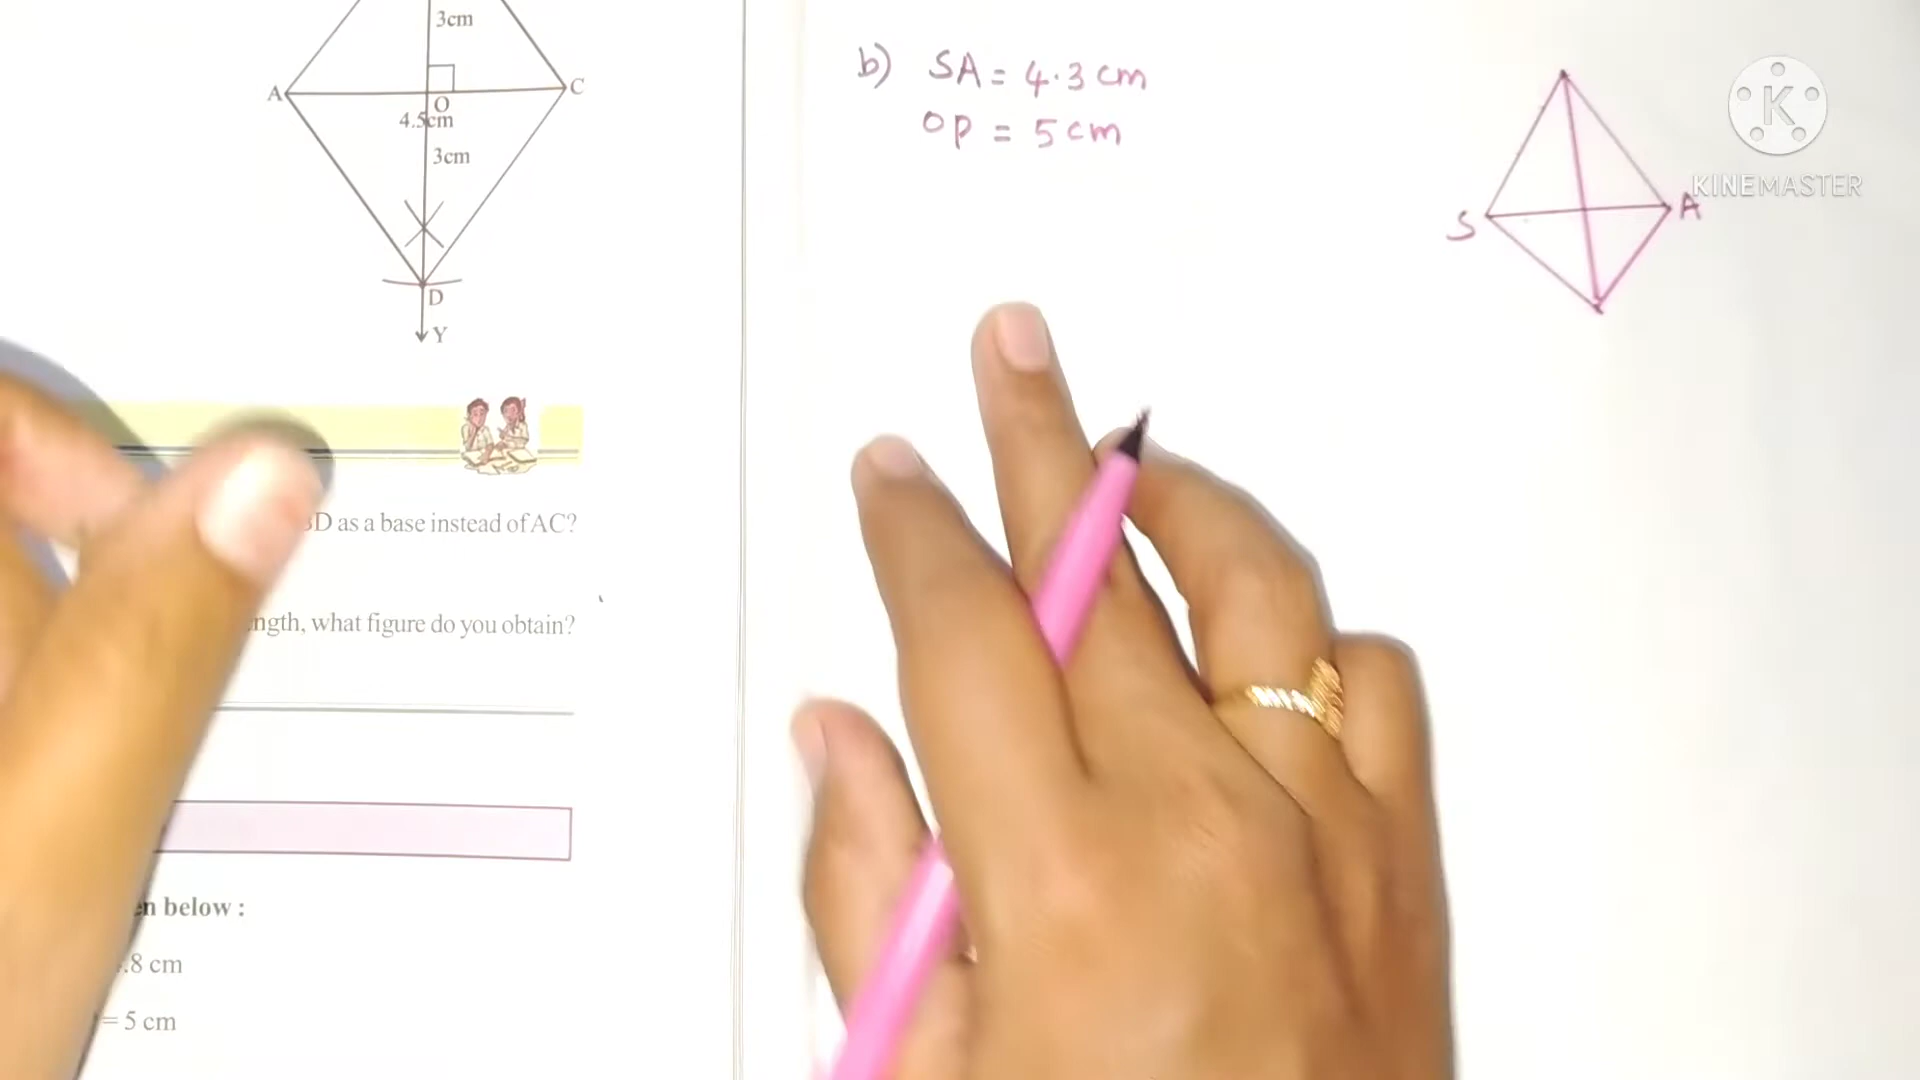 3cm
A
C
O
4.5cm
3cm
D
Y
D as a base instead of AC?
ngth, what figure do you obtain?
en below :
.8 cm
= 5 cm
b) SA = 4.3 cm
OP = 5 cm
S
A
K
KINEMASTER